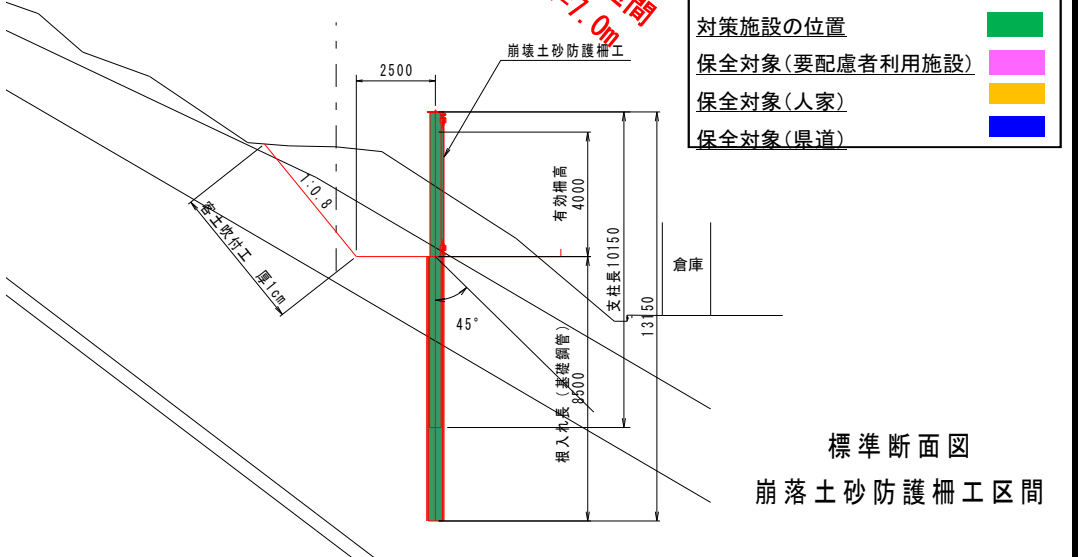 間
7.0m
崩壊土砂防護柵工
2500
対策施設の位置
保全対象(要配慮者利用施設)
保全対象(人家)
保全対象(県道)
1:0.8
客土吹付工 厚1cm
有効柵高
4000
支柱長10150
13150
倉庫
45°
根入れ長(基礎鋼管)
8500
標準断面図
崩落土砂防護柵工区間